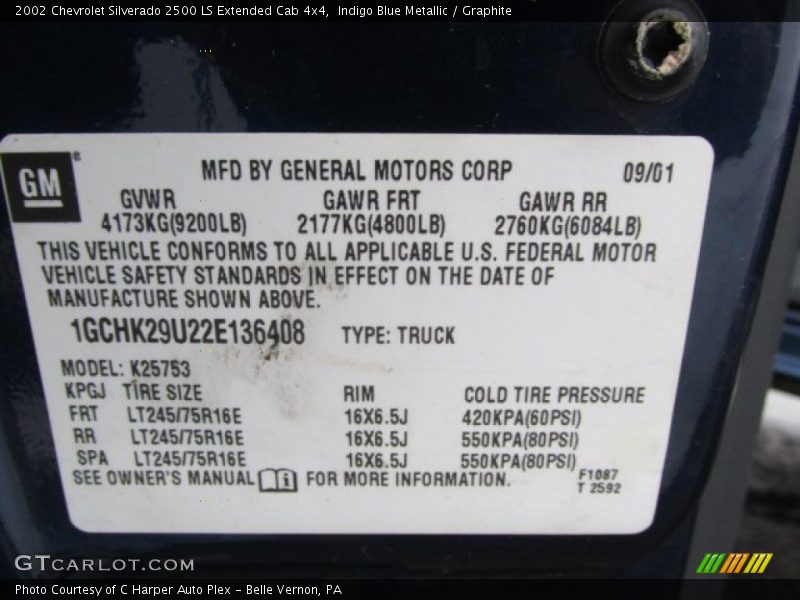 2002 Chevrolet Silverado 2500 LS Extended Cab 4x4, Indigo Blue Metallic / Graphite
GM
MFD BY GENERAL MOTORS CORP 09/01
GVWR GAWR FRT GAWR RR
4173KG(9200LB) 2177KG(4800LB) 2760KG(6084LB)
THIS VEHICLE CONFORMS TO ALL APPLICABLE U.S. FEDERAL MOTOR
VEHICLE SAFETY STANDARDS IN EFFECT ON THE DATE OF
MANUFACTURE SHOWN ABOVE.
1GCHK29U22E136408 TYPE: TRUCK
MODEL: K25753
KPGJ TIRE SIZE RIM COLD TIRE PRESSURE
FRT LT245/75R16E 16X6.5J 420KPA(60PSI)
RR LT245/75R16E 16X6.5J 550KPA(80PSI)
SPA LT245/75R16E 16X6.5J 550KPA(80PSI)
SEE OWNER'S MANUAL i FOR MORE INFORMATION.
F1087
T 2592
GTCARLOT.COM
Photo Courtesy of C Harper Auto Plex - Belle Vernon, PA